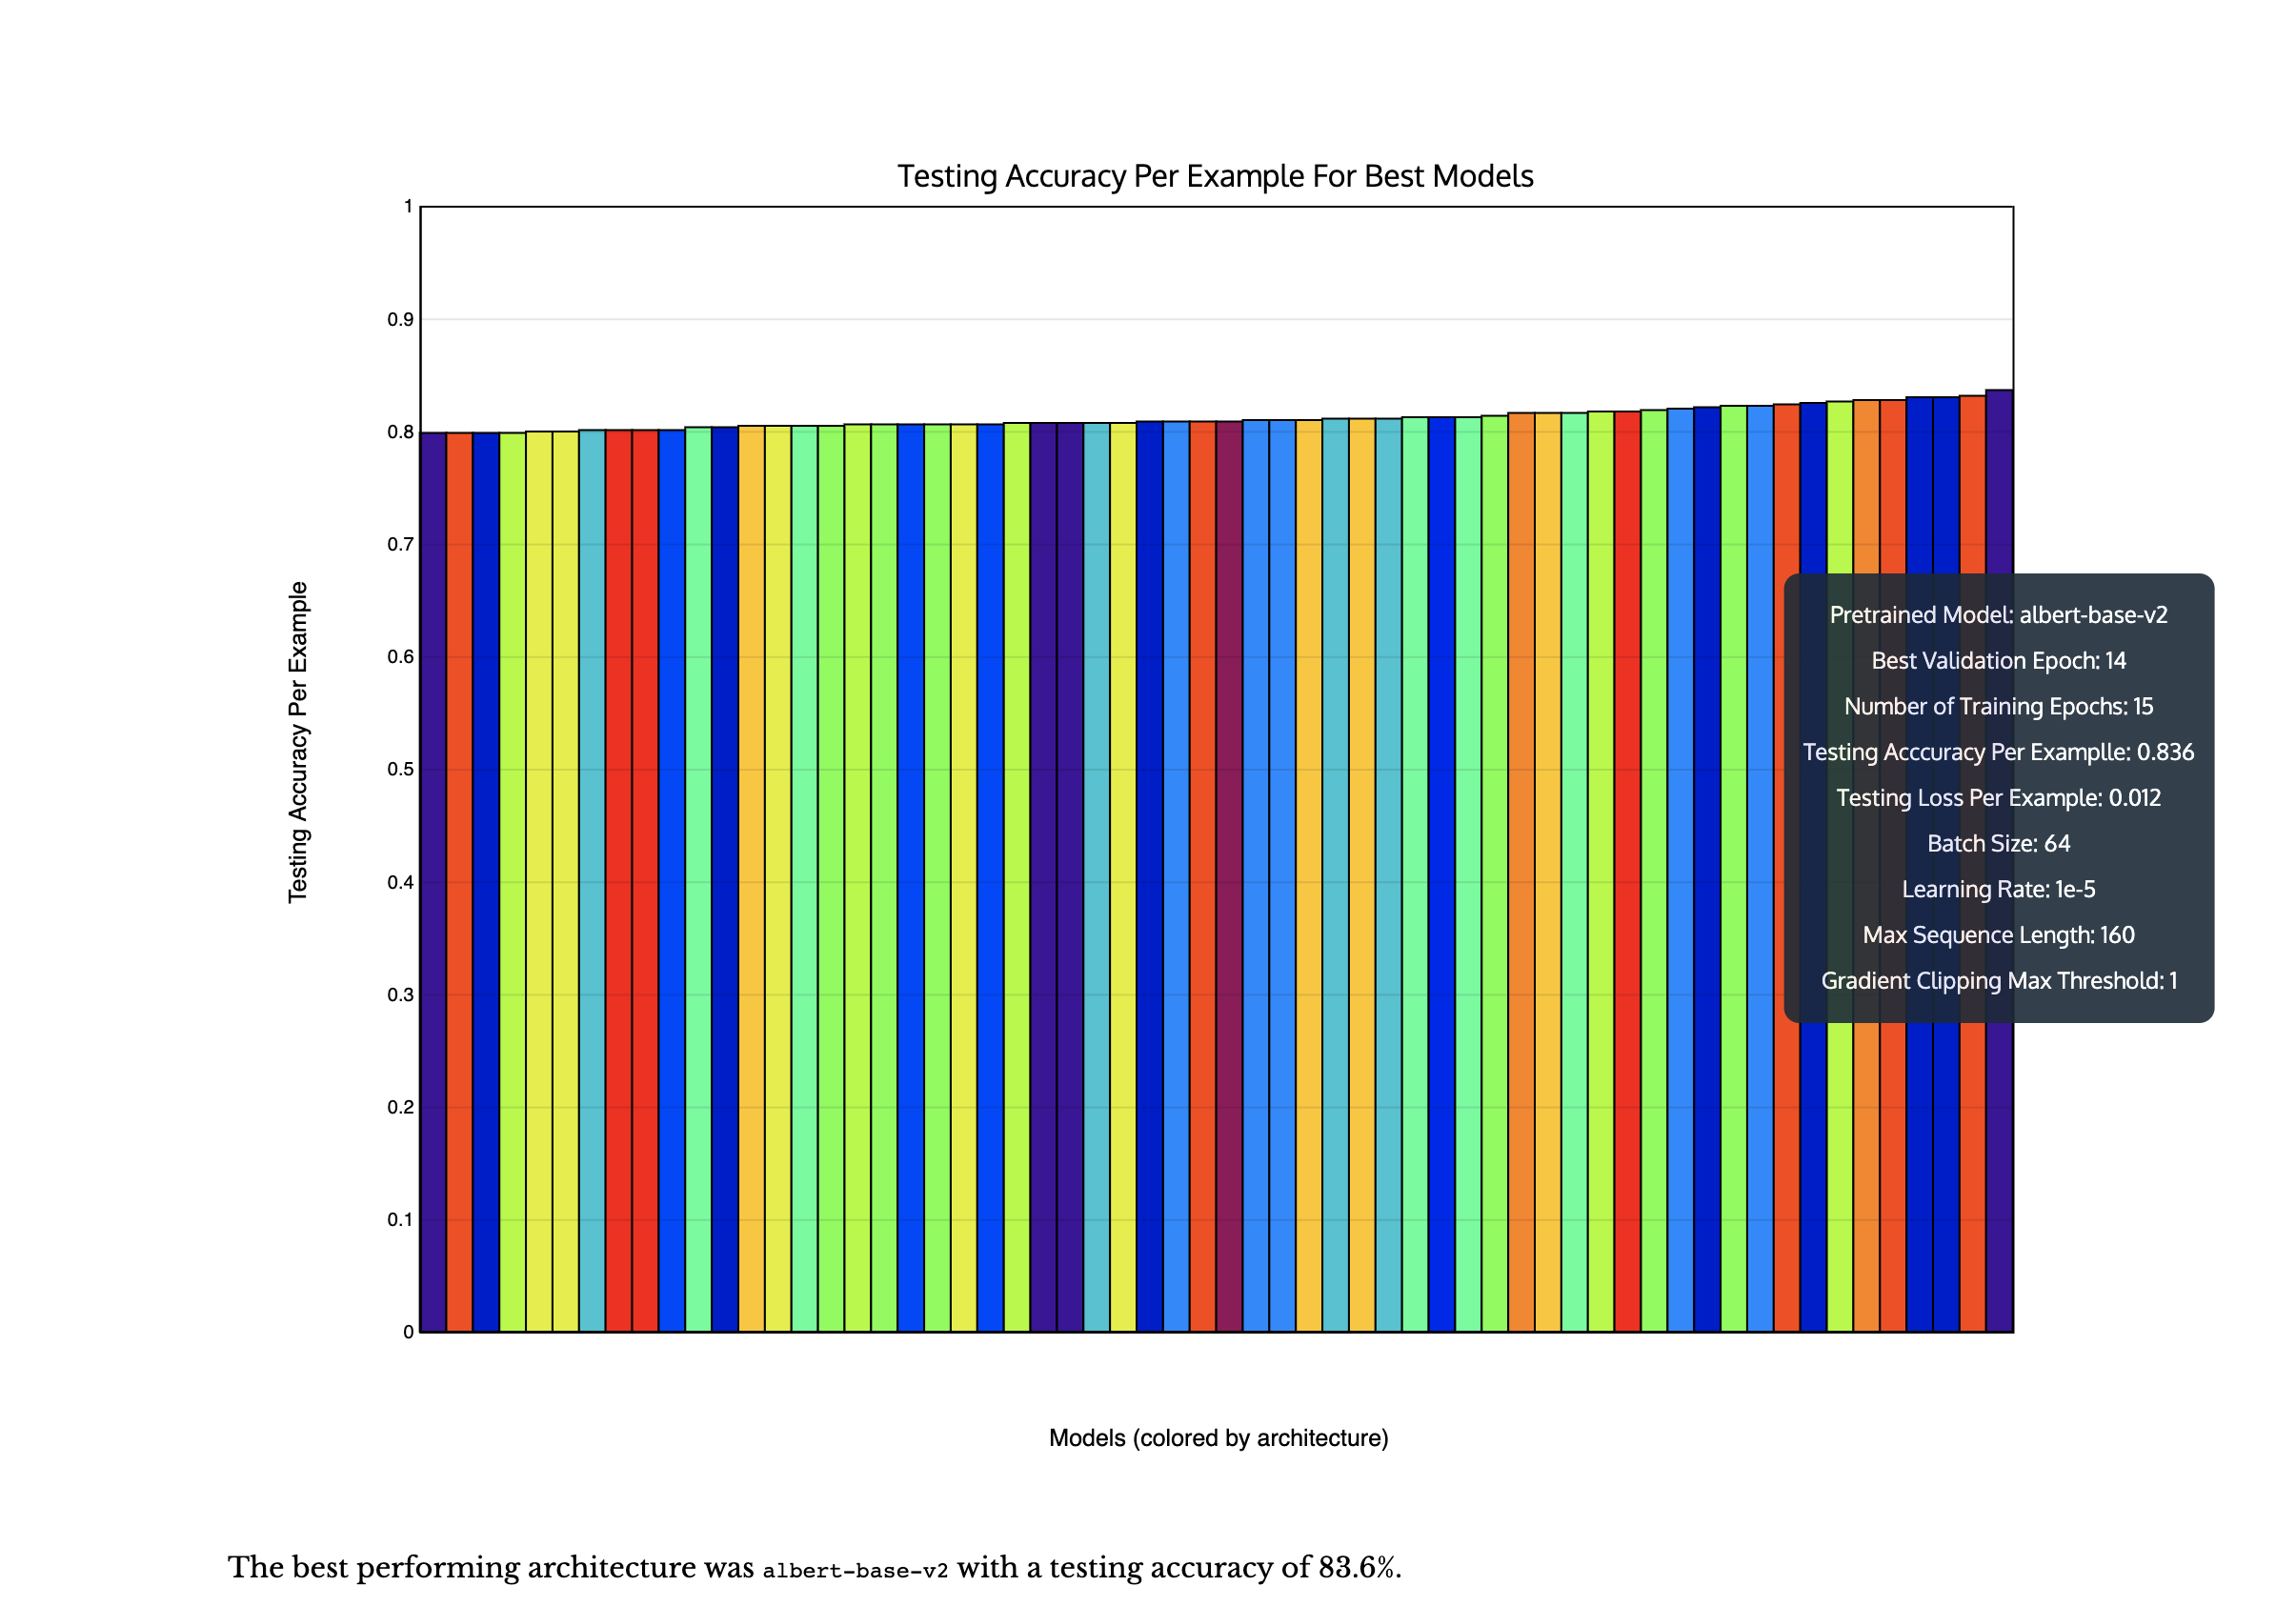 Testing Accuracy Per Example For Best Models
1
0.9
0.8
0.7
0.6
0.5
0.4
0.3
0.2
0.1
0
Testing Accuracy Per Example
Pretrained Model: albert-base-v2
Best Validation Epoch: 14
Number of Training Epochs: 15
Testing Acccuracy Per Examplle: 0.836
Testing Loss Per Example: 0.012
Batch Size: 64
Learning Rate: 1e-5
Max Sequence Length: 160
Gradient Clipping Max Threshold: 1
Models (colored by architecture)
The best performing architecture was albert-base-v2 with a testing accuracy of 83.6%.